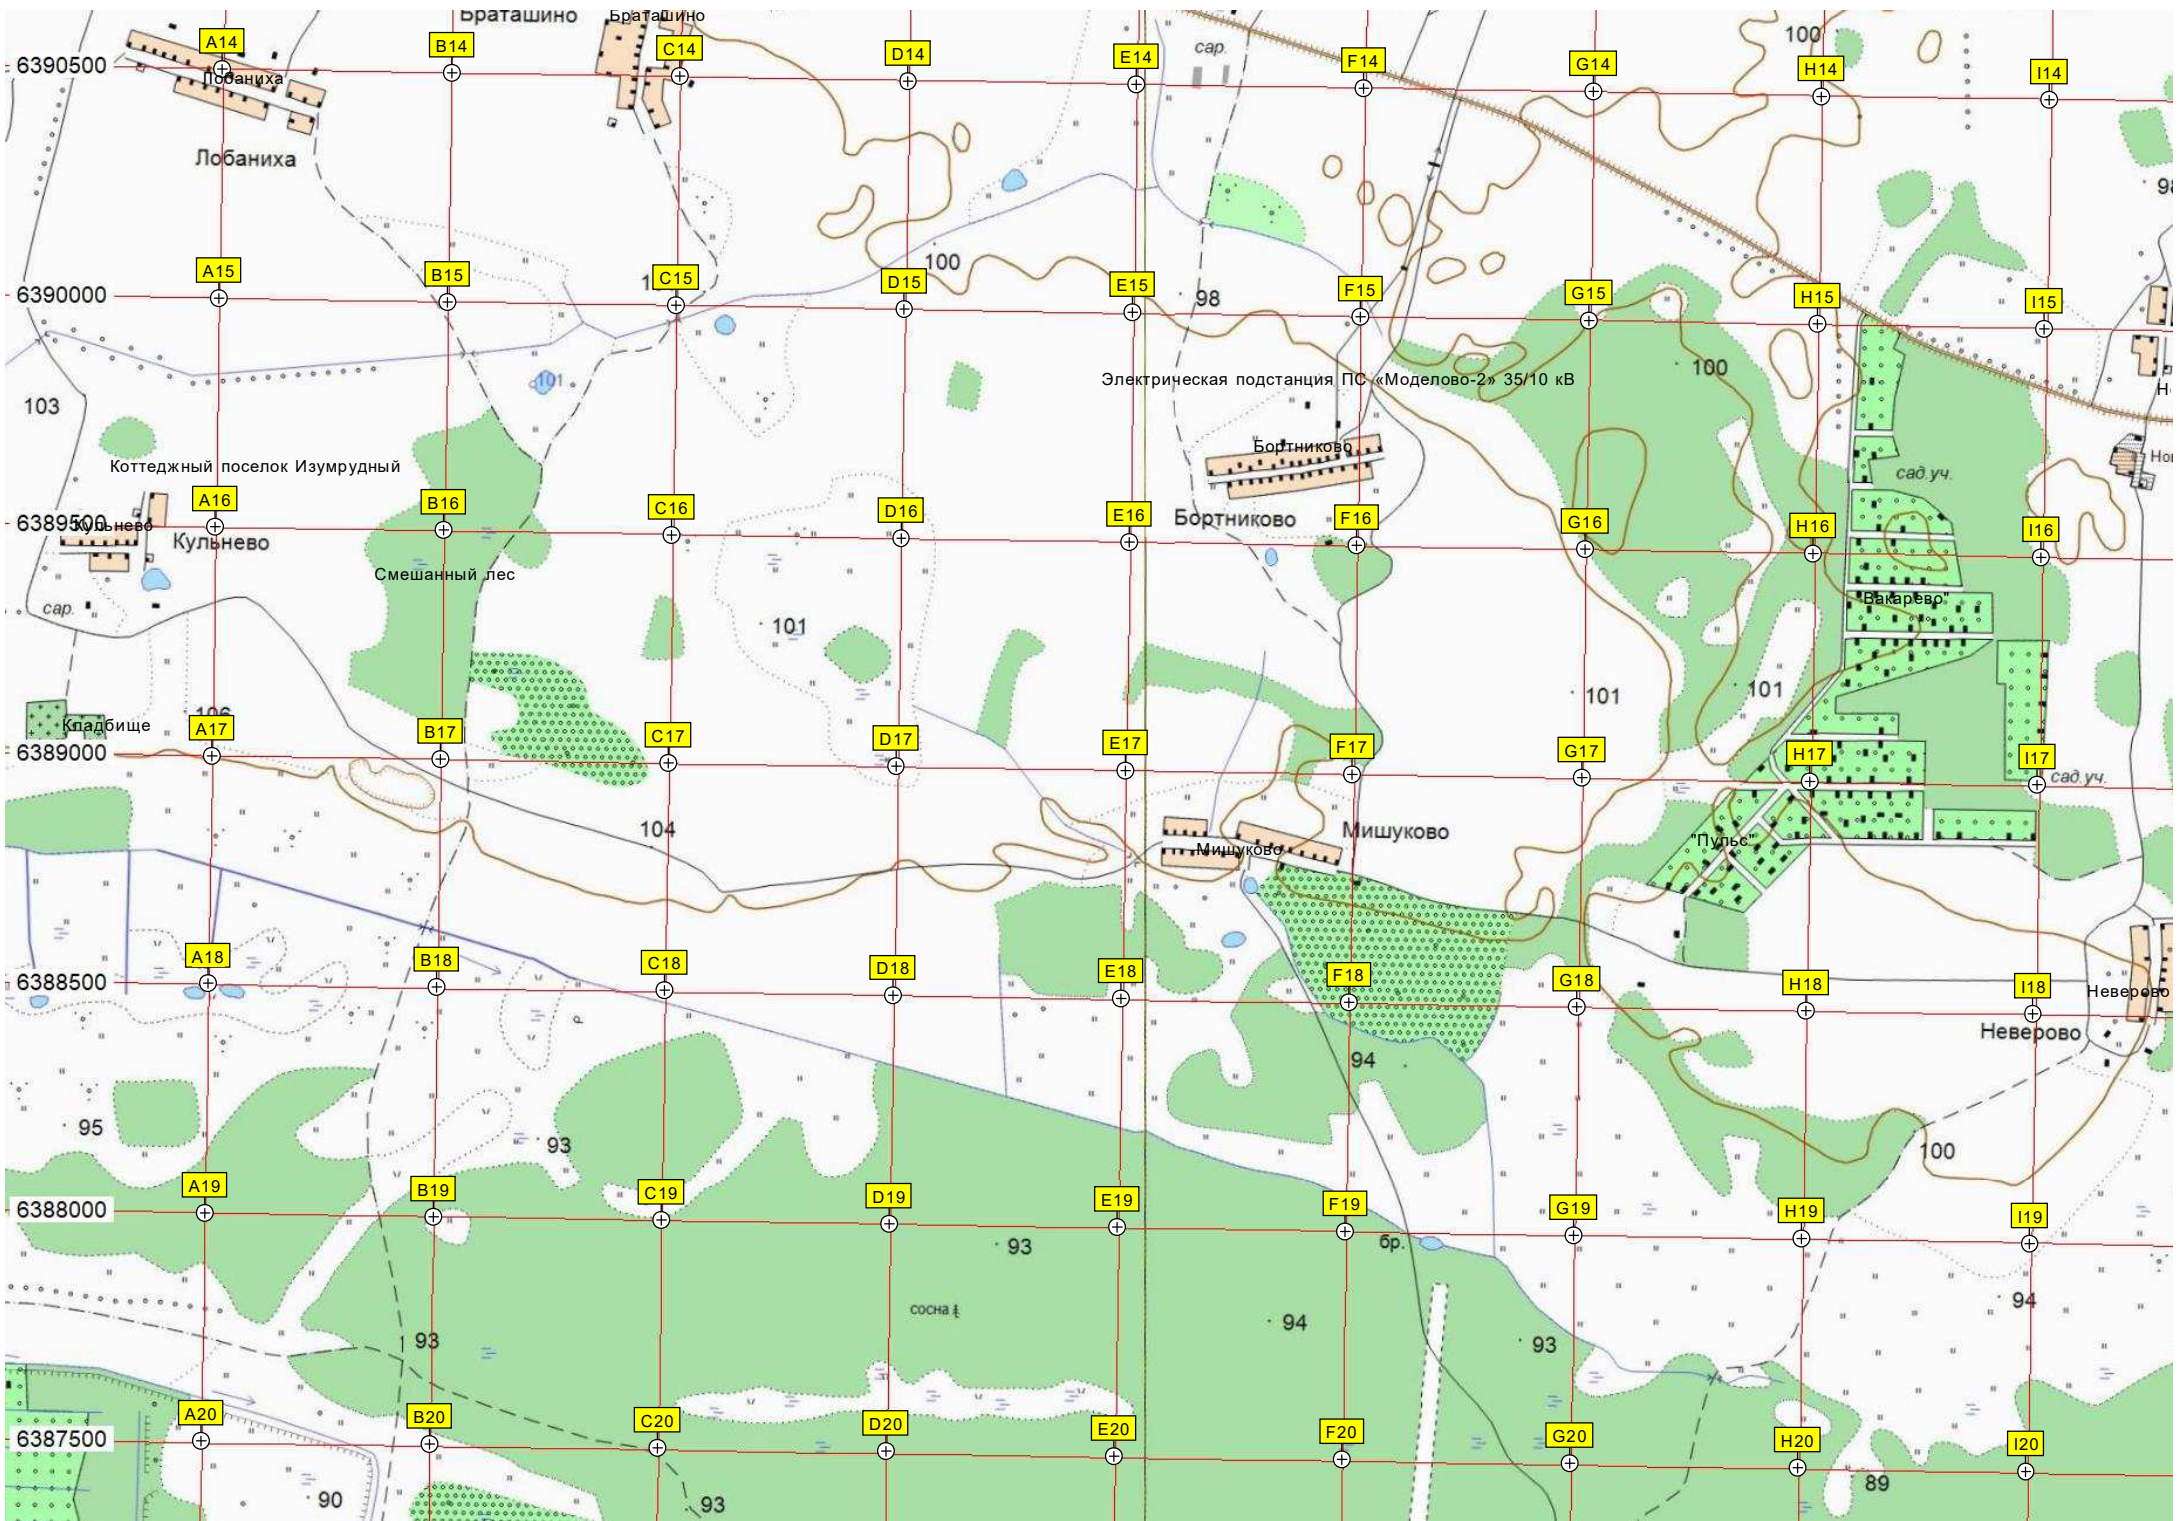 Браташино
Браташино
100
сар.
A14
B14
C14
D14
E14
F14
G14
H14
I14
6390500
Лобаниха
Лобаниха
100
98
A15
B15
C15
D15
E15
F15
G15
H15
I15
6390000
98
101
100
103
Электрическая подстанция ПС «Моделово-2» 35/10 кВ
Бортниково
Коттеджный поселок Изумрудный
сад.уч.
A16
B16
C16
D16
E16
F16
G16
H16
I16
6389500
Кульнево
Кульнево
Бортниково
Смешанный лес
сар.
"Вакарево"
101
101
101
106
Кладбище
A17
B17
C17
D17
E17
F17
G17
H17
I17
6389000
сад.уч.
104
Мишуково
Мишуково
"Пульс"
A18
B18
C18
D18
E18
F18
G18
H18
I18
6388500
Неверово
Неверово
94
95
93
100
A19
B19
C19
D19
E19
F19
G19
H19
I19
6388000
93
бр.
сосна
94
94
93
93
A20
B20
C20
D20
E20
F20
G20
H20
I20
6387500
90
93
89